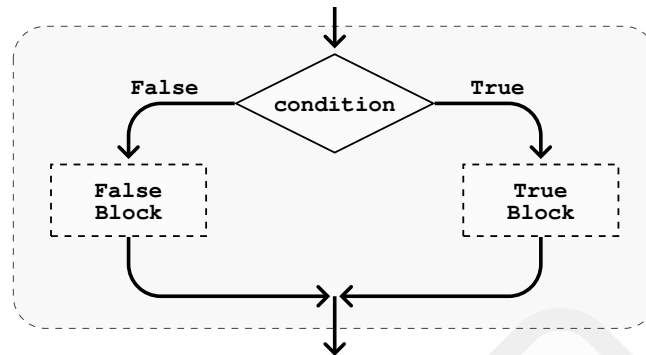 False
True
condition
False
Block
True
Block